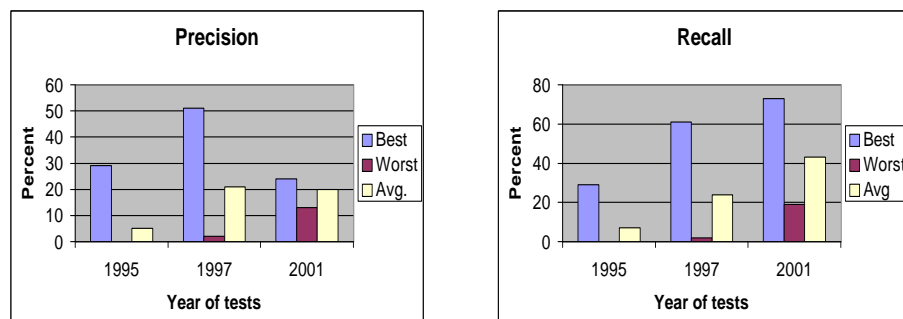 Precision
60
50
40
30
20
10
0
Percent
1995 1997 2001
Year of tests
Best
Worst
Avg.
Recall
80
60
40
20
0
Percent
1995 1997 2001
Year of tests
Best
Worst
Avg